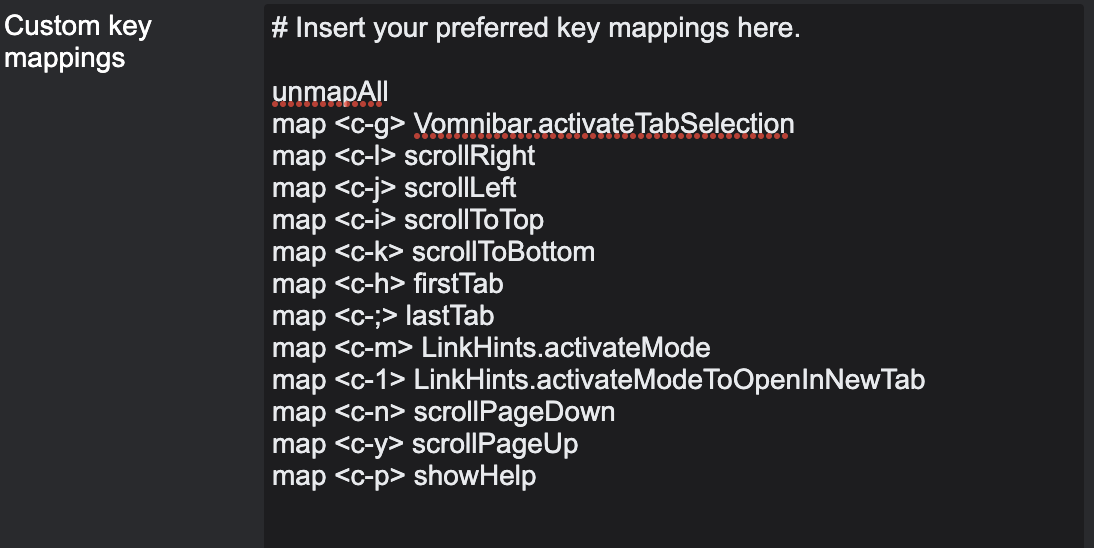 Custom key
mappings
# Insert your preferred key mappings here.
unmapAll
map <c-g> Vomnibar.activateTabSelection
map <c-l> scrollRight
map <c-j> scrollLeft
map <c-i> scrollToTop
map <c-k> scrollToBottom
map <c-h> firstTab
map <c-;> lastTab
map <c-m> LinkHints.activateMode
map <c-1> LinkHints.activateModeToOpenInNewTab
map <c-n> scrollPageDown
map <c-y> scrollPageUp
map <c-p> showHelp